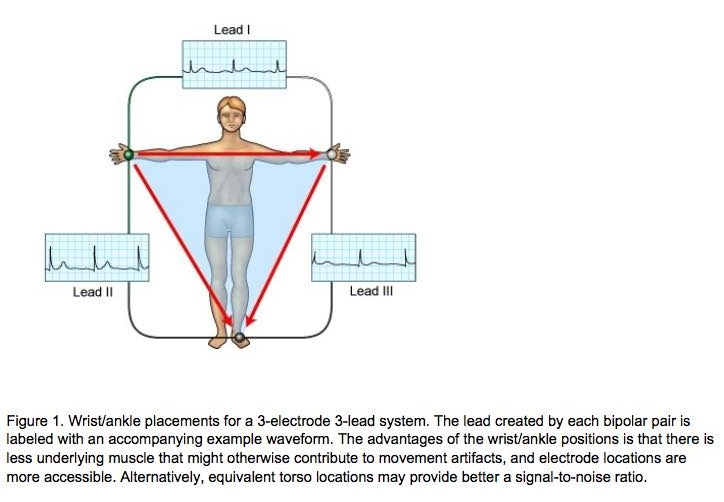 Lead I
Lead II
Lead III
Figure 1. Wrist/ankle placements for a 3-electrode 3-lead system. The lead created by each bipolar pair is
labeled with an accompanying example waveform. The advantages of the wrist/ankle positions is that there is
less underlying muscle that might otherwise contribute to movement artifacts, and electrode locations are
more accessible. Alternatively, equivalent torso locations may provide better a signal-to-noise ratio.